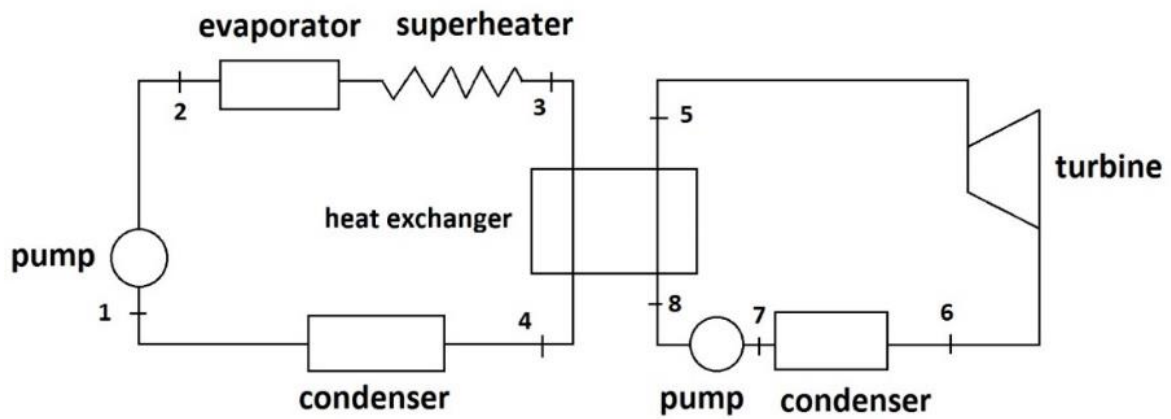 evaporator superheater
2
3
5
turbine
heat exchanger
pump
1
4
8
7
6
condenser
pump
condenser